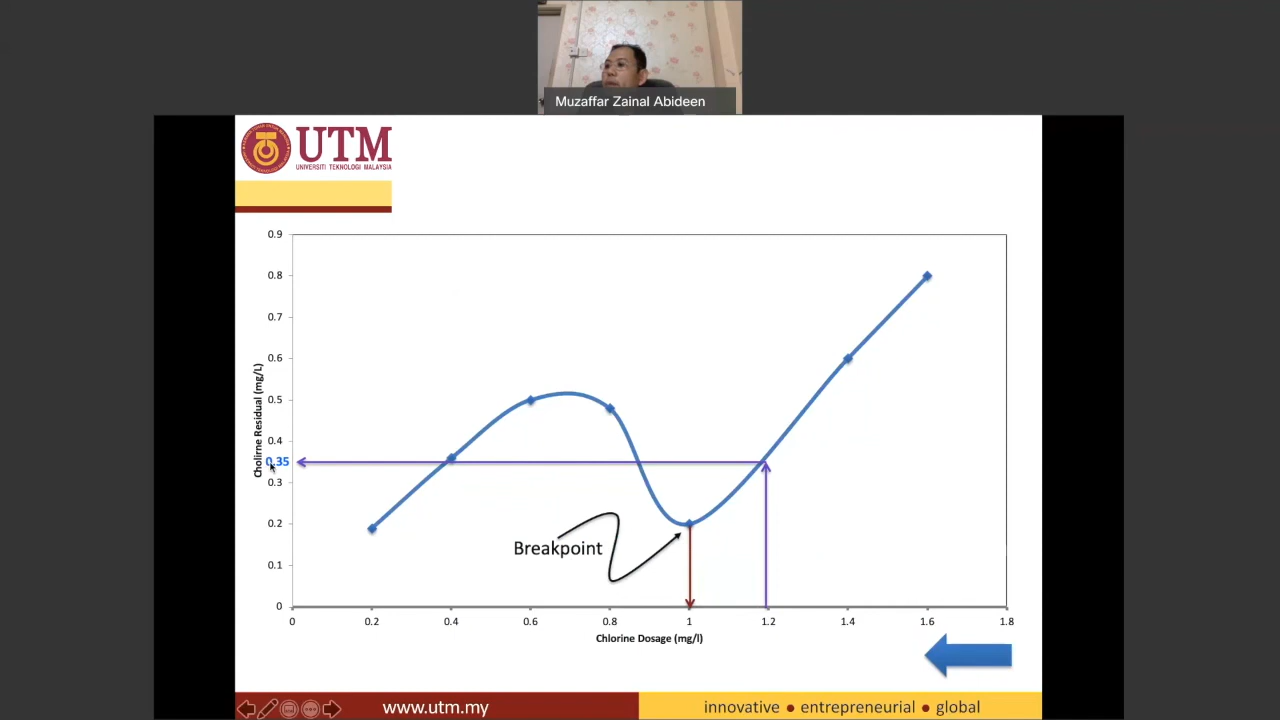 Muzaffar Zainal Abideen
UTM
UNIVERSITI TEKNOLOGI MALAYSIA
0.9
0.8
0.7
0.6
0.5
0.4
0.35
0.3
0.2
0.1
0
Cholirne Residual (mg/L)
Breakpoint
0 0.2 0.4 0.6 0.8 1 1.2 1.4 1.6 1.8
Chlorine Dosage (mg/l)
www.utm.my
innovative ● entrepreneurial ● global